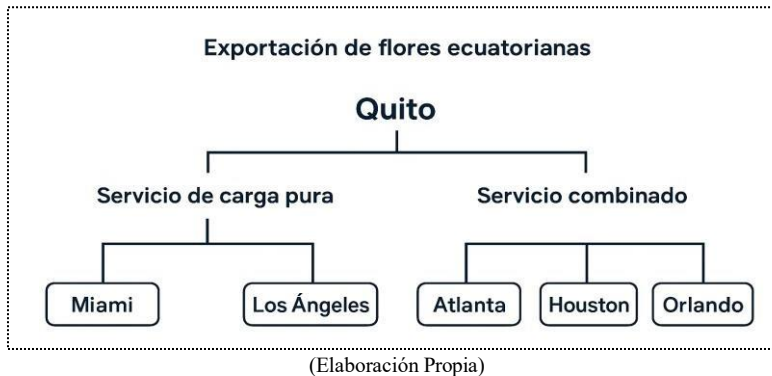 Exportación de flores ecuatorianas
Quito
Servicio de carga pura Servicio combinado
Miami Los Ángeles Atlanta Houston Orlando
(Elaboración Propia)